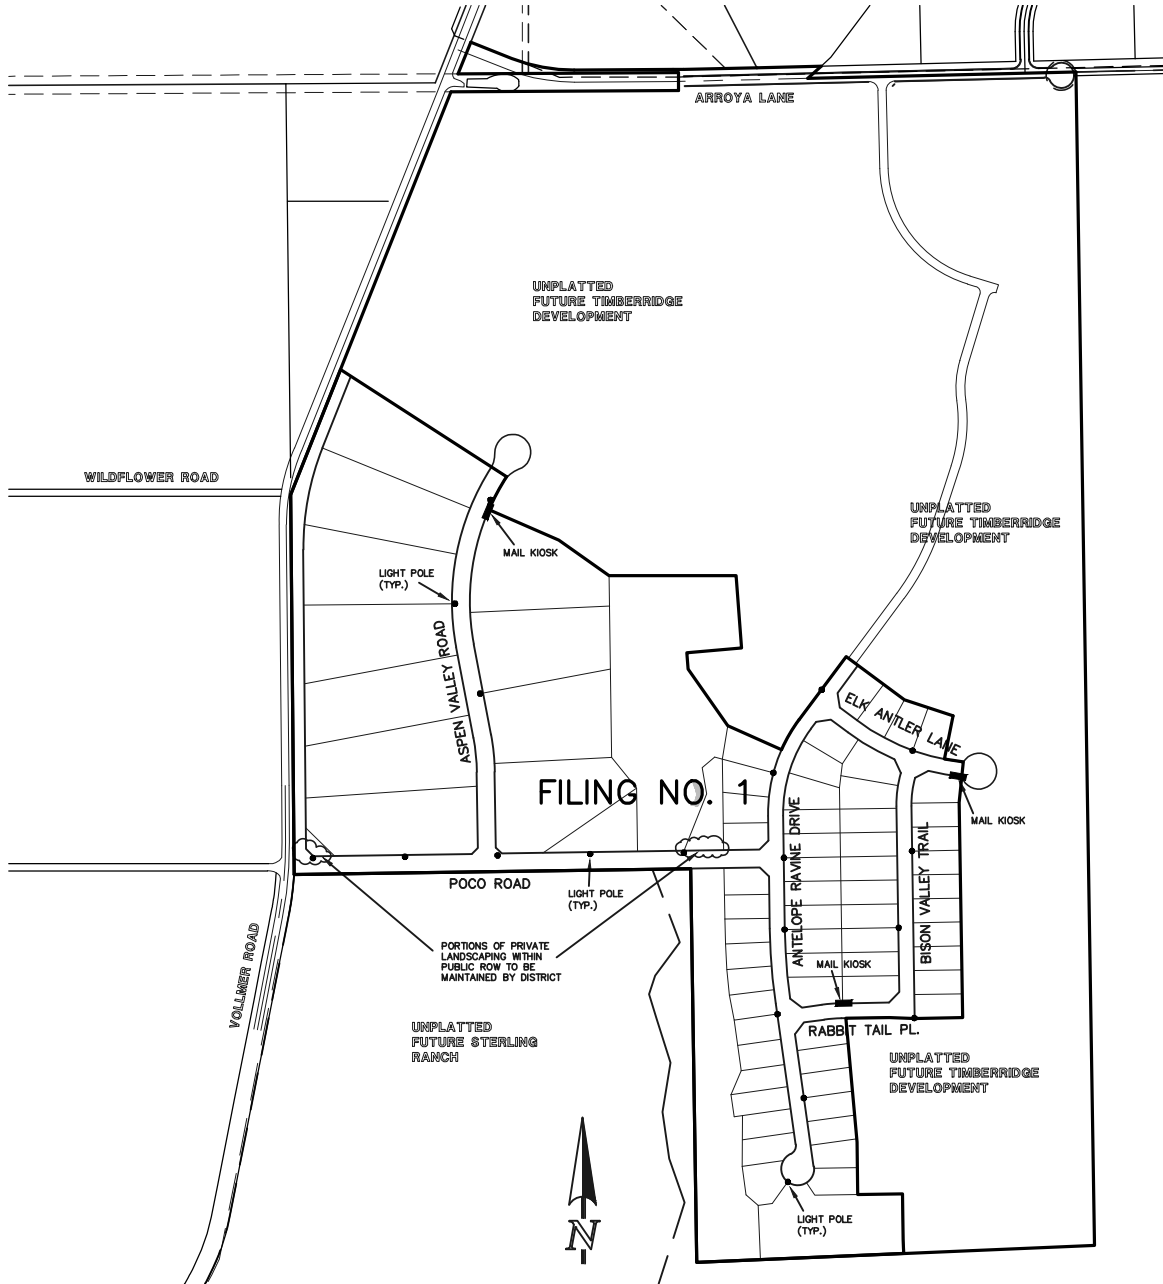 ARROYA LANE
UNPLATTED
FUTURE TIMBERRIDGE
DEVELOPMENT
WILDFLOWER ROAD
UNPLATTED
FUTURE TIMBERRIDGE
DEVELOPMENT
MAIL KIOSK
LIGHT POLE
(TYP.)
ASPEN VALLEY ROAD
ELK ANTLER LANE
FILING NO. 1
MAIL KIOSK
ANTELOPE RAVINE DRIVE
BISON VALLEY TRAIL
POCO ROAD
LIGHT POLE
(TYP.)
VOLLMER ROAD
PORTIONS OF PRIVATE
LANDSCAPING WITHIN
PUBLIC ROW TO BE
MAINTAINED BY DISTRICT
MAIL KIOSK
UNPLATTED
FUTURE STERLING
RANCH
RABBIT TAIL PL.
UNPLATTED
FUTURE TIMBERRIDGE
DEVELOPMENT
LIGHT POLE
(TYP.)
N